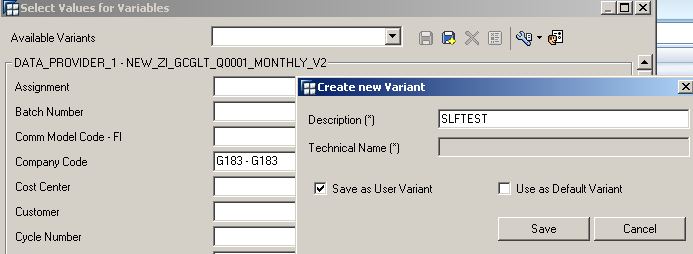 Select Values for Variables
Available Variants
DATA_PROVIDER_1 - NEW_ZI_GCGLT_Q0001_MONTHLY_V2
Assignment
Batch Number
Comm Model Code - FI
Company Code
G183 - G183
Cost Center
Customer
Cycle Number
Create new Variant
Description (*)
SLFTEST
Technical Name (*)
Save as User Variant
Use as Default Variant
Save
Cancel